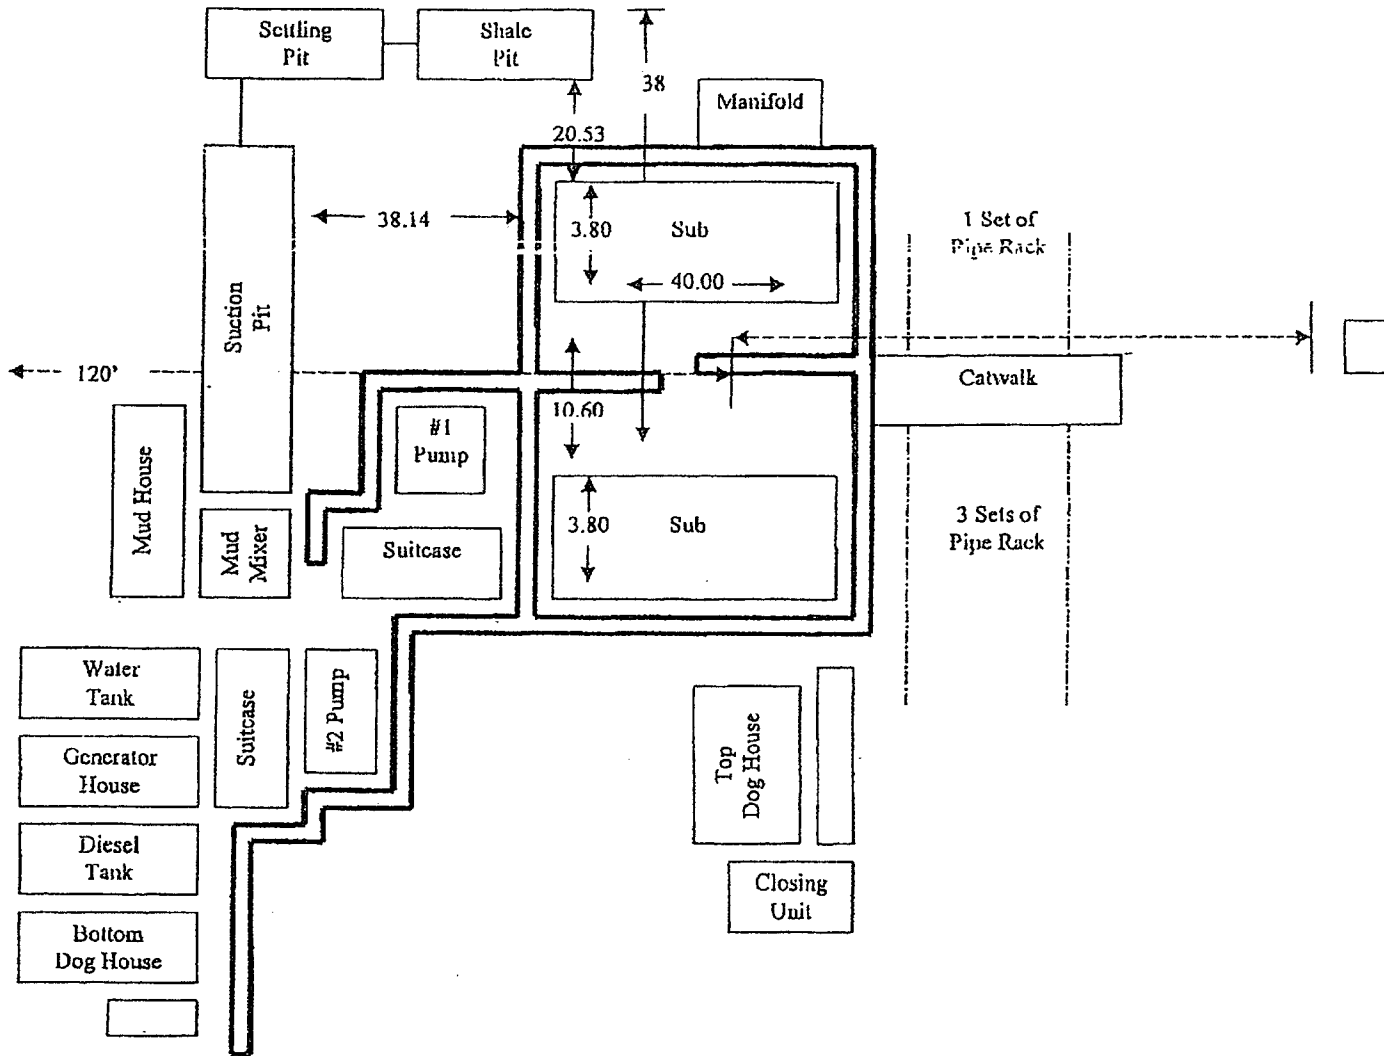 Settling
Pit
Shale
Pit
38
Manifold
20.53
38.14
3.80
Sub
1 Set of
Pipe Rack
40.00
Suction
Pit
120'
Catwalk
10.60
#1
Pump
Mud House
Mud
Mixer
Suitcase
3.80
Sub
3 Sets of
Pipe Rack
Water
Tank
Suitcase
#2 Pump
Generator
House
Top
Dog House
Diesel
Tank
Closing
Unit
Bottom
Dog House